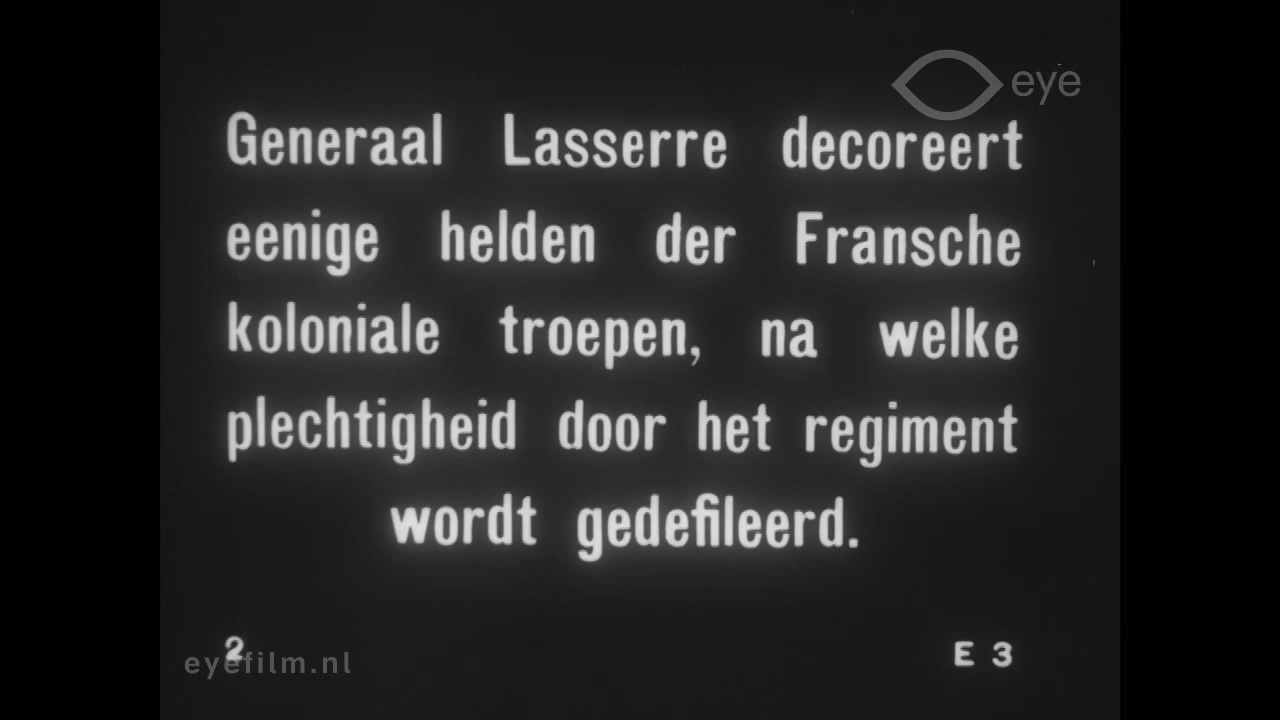 eye
Generaal Lasserre decoreert
eenige helden der Fransche
koloniale troepen, na welke
plechtigheid door het regiment
wordt gedefileerd.
2
E 3
eyefilm.nl